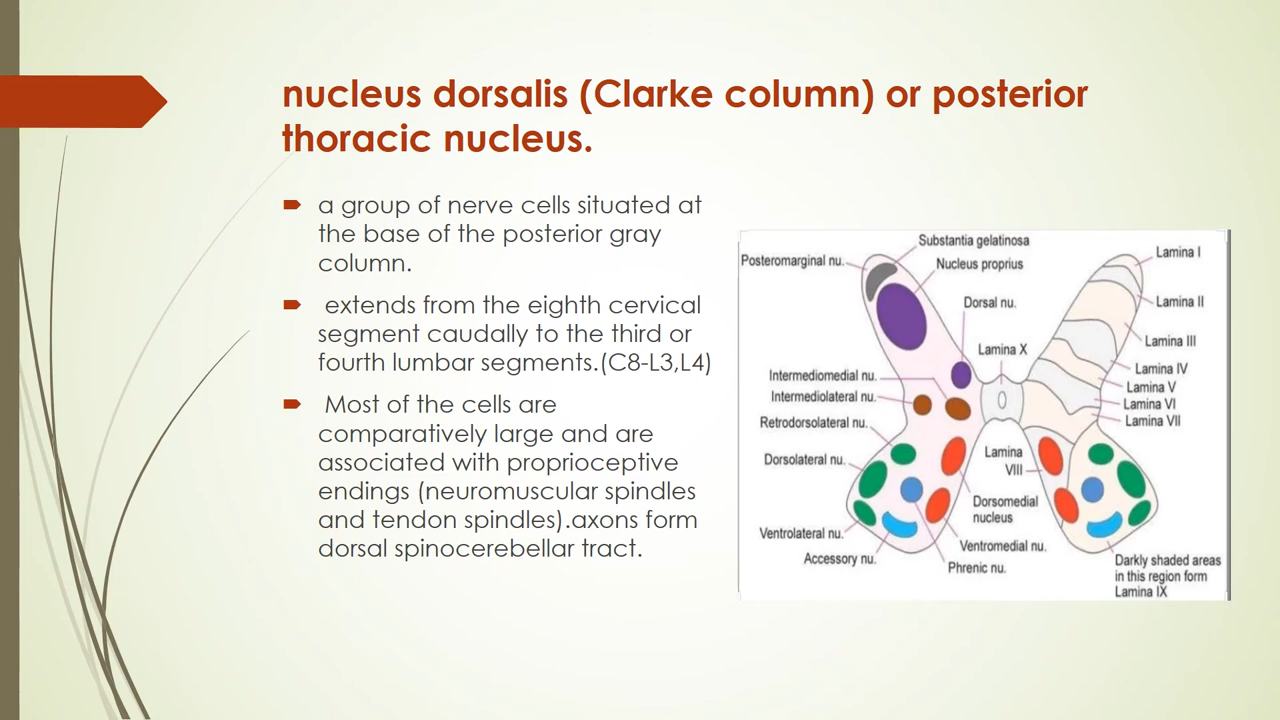 nucleus dorsalis (Clarke column) or posterior
thoracic nucleus.
a group of nerve cells situated at
the base of the posterior gray
column.
extends from the eighth cervical
segment caudally to the third or
fourth lumbar segments.(C8-L3,L4)
Most of the cells are
comparatively large and are
associated with proprioceptive
endings (neuromuscular spindles
and tendon spindles).axons form
dorsal spinocerebellar tract.
Substantia gelatinosa
Posteromarginal nu.
Nucleus proprius
Dorsal nu.
Lamina X
Intermediomedial nu.
Intermediolateral nu.
Retrodorsolateral nu.
Dorsolateral nu.
Ventrolateral nu.
Accessory nu.
Lamina
VIII
Dorsomedial
nucleus
Ventromedial nu.
Phrenic nu.
Lamina I
Lamina II
Lamina III
Lamina IV
Lamina V
Lamina VI
Lamina VII
Darkly shaded areas
in this region form
Lamina IX